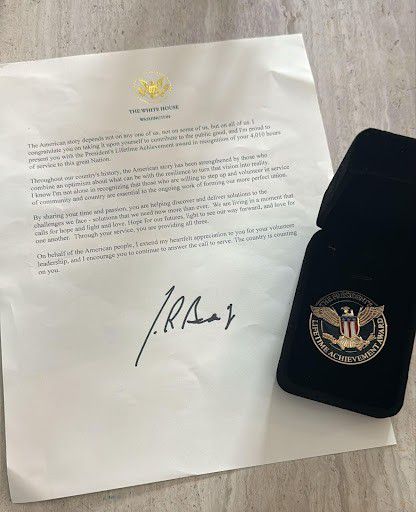 THE WHITE HOUSE
WASHINGTON
The American story depends not on any one of us, not on some of us, but on all of us. I
congratulate you on taking it upon yourself to contribute to the public good, and I'm proud to
present you with the President's Lifetime Achievement award in recognition of your 4,010 hours
of service to this great Nation.
Throughout our country's history, the American story has been strengthened by those who
combine an optimism about what can be with the resilience to turn that vision into reality.
I know I'm not alone in recognizing that those who are willing to step up and volunteer in service
of community and country are essential to the ongoing work of forming our more perfect union.
By sharing your time and passion, you are helping discover and deliver solutions to the
challenges we face - solutions that we need now more than ever. We are living in a moment that
calls for hope and light and love. Hope for our futures, light to see our way forward, and love for
one another. Through your service, you are providing all three.
On behalf of the American people, I extend my heartfelt appreciation to you for your volunteer
leadership, and I encourage you to continue to answer the call to serve. The country is counting
on you.
THE PRESIDENT'S
LIFETIME ACHIEVEMENT AWARD